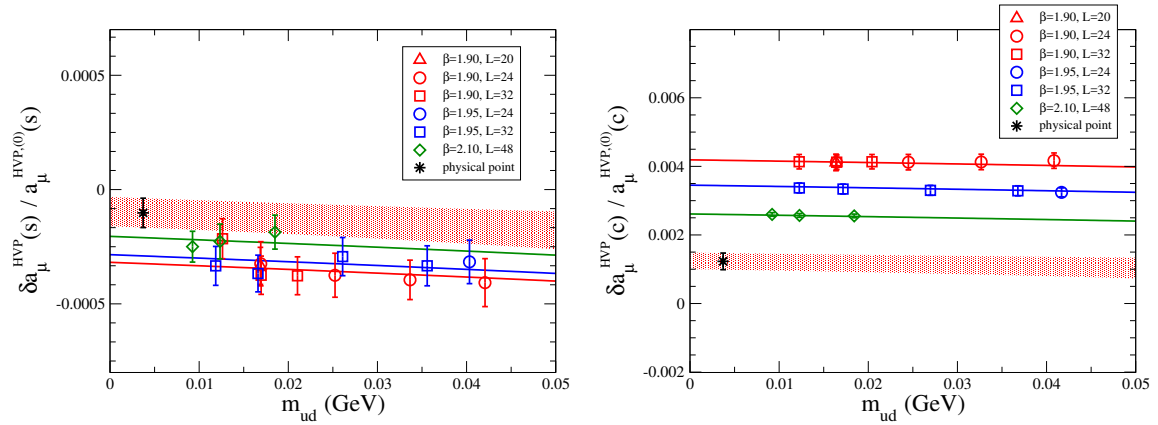 β=1.90, L=20
β=1.90, L=24
β=1.90, L=32
β=1.95, L=24
β=1.95, L=32
β=2.10, L=48
physical point
0.0005
0
-0.0005
0
0.01
0.02
0.03
0.04
0.05
m_ud (GeV)
δa_μ^HVP(s) / a_μ^HVP,(0)(s)
β=1.90, L=20
β=1.90, L=24
β=1.90, L=32
β=1.95, L=24
β=1.95, L=32
β=2.10, L=48
physical point
0.006
0.004
0.002
0
-0.002
0
0.01
0.02
0.03
0.04
0.05
m_ud (GeV)
δa_μ^HVP(c) / a_μ^HVP,(0)(c)